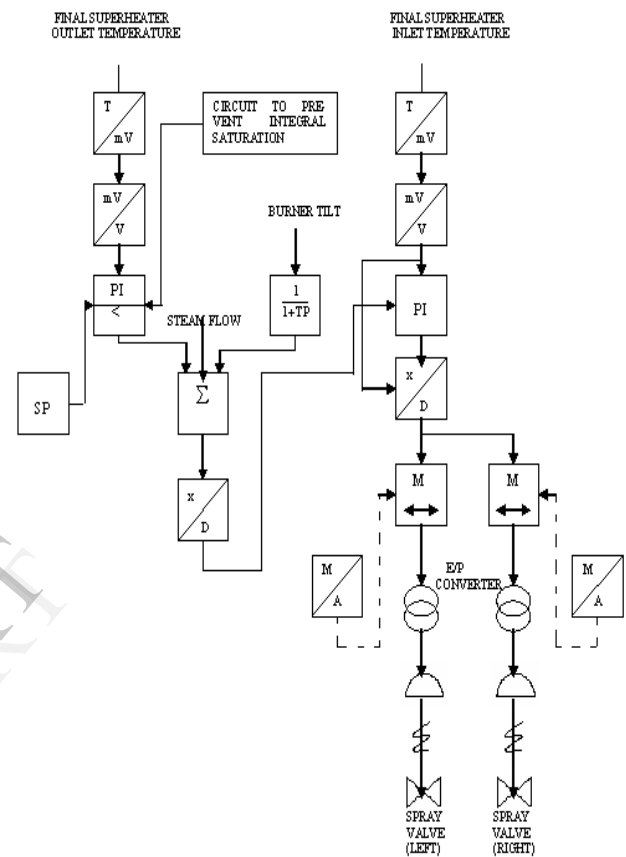 FINAL SUPERHEATER
OUTLET TEMPERATURE
FINAL SUPERHEATER
INLET TEMPERATURE
T
mV
CIRCUIT TO PRE
VENT INTEGRAL
SATURATION
T
mV
mV
V
BURNER TILT
mV
V
PI
<
1
1+TP
PI
STEAM FLOW
SP
Σ
x
D
x
D
M
M
M
A
E/P
CONVERTER
M
A
SPRAY
VALVE
(LEFT)
SPRAY
VALVE
(RIGHT)